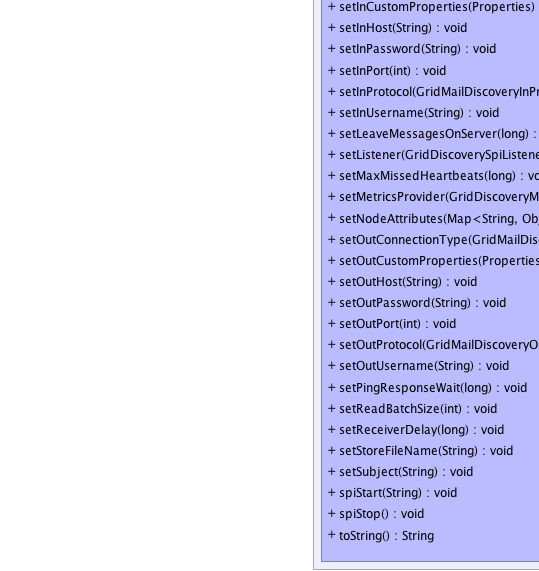 + setInCustomProperties(Properties)
+ setInHost(String) : void
+ setInPassword(String) : void
+ setInPort(int) : void
+ setInProtocol(GridMailDiscoveryInPr
+ setInUsername(String) : void
+ setLeaveMessagesOnServer(long) :
+ setListener(GridDiscoverySpiListene
+ setMaxMissedHeartbeats(long) : vo
+ setMetricsProvider(GridDiscoveryM
+ setNodeAttributes(Map<String, Obj
+ setOutConnectionType(GridMailDis
+ setOutCustomProperties(Properties
+ setOutHost(String) : void
+ setOutPassword(String) : void
+ setOutPort(int) : void
+ setOutProtocol(GridMailDiscoveryO
+ setOutUsername(String) : void
+ setPingResponseWait(long) : void
+ setReadBatchSize(int) : void
+ setReceiverDelay(long) : void
+ setStoreFileName(String) : void
+ setSubject(String) : void
+ spiStart(String) : void
+ spiStop() : void
+ toString() : String